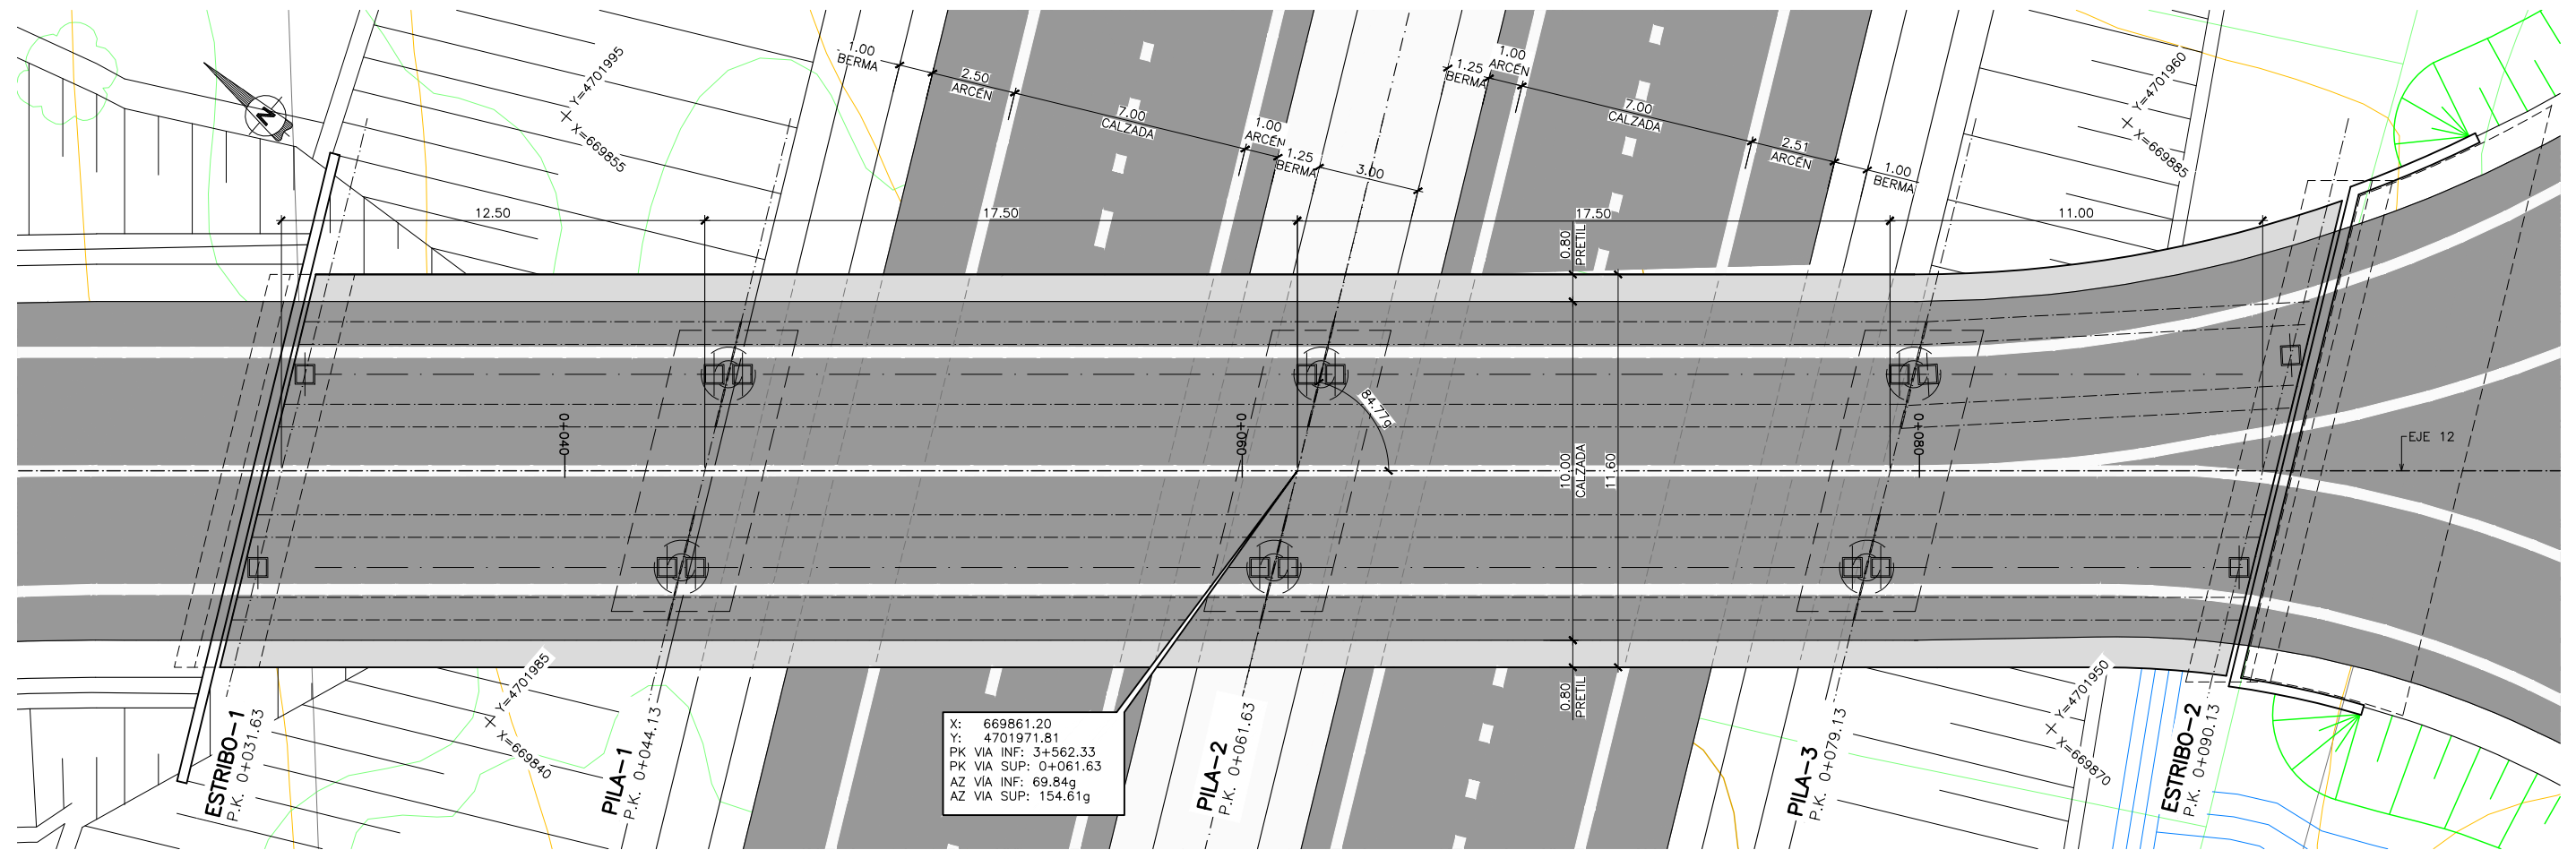 1.00
BERMA
2.50
ARCÉN
7.00
CALZADA
1.00
ARCÉN
1.25
BERMA
3.00
1.25
BERMA
1.00
ARCÉN
7.00
CALZADA
2.51
ARCÉN
1.00
BERMA
Y=4701995
X=669855
Y=4701960
X=669885
N
12.50
17.50
17.50
11.00
0.80
PRETIL
84.77g
0+040
0+060
0+080
10.00
CALZADA
11.60
EJE 12
0.80
PRETIL
Y=4701985
X=669840
Y=4701950
X=669870
ESTRIBO-1
P.K. 0+031.63
PILA-1
P.K. 0+044.13
X: 669861.20
Y: 4701971.81
PK VIA INF: 3+562.33
PK VIA SUP: 0+061.63
AZ VÍA INF: 69.84g
AZ VIA SUP: 154.61g
PILA-2
P.K. 0+061.63
PILA-3
P.K. 0+079.13
ESTRIBO-2
P.K. 0+090.13